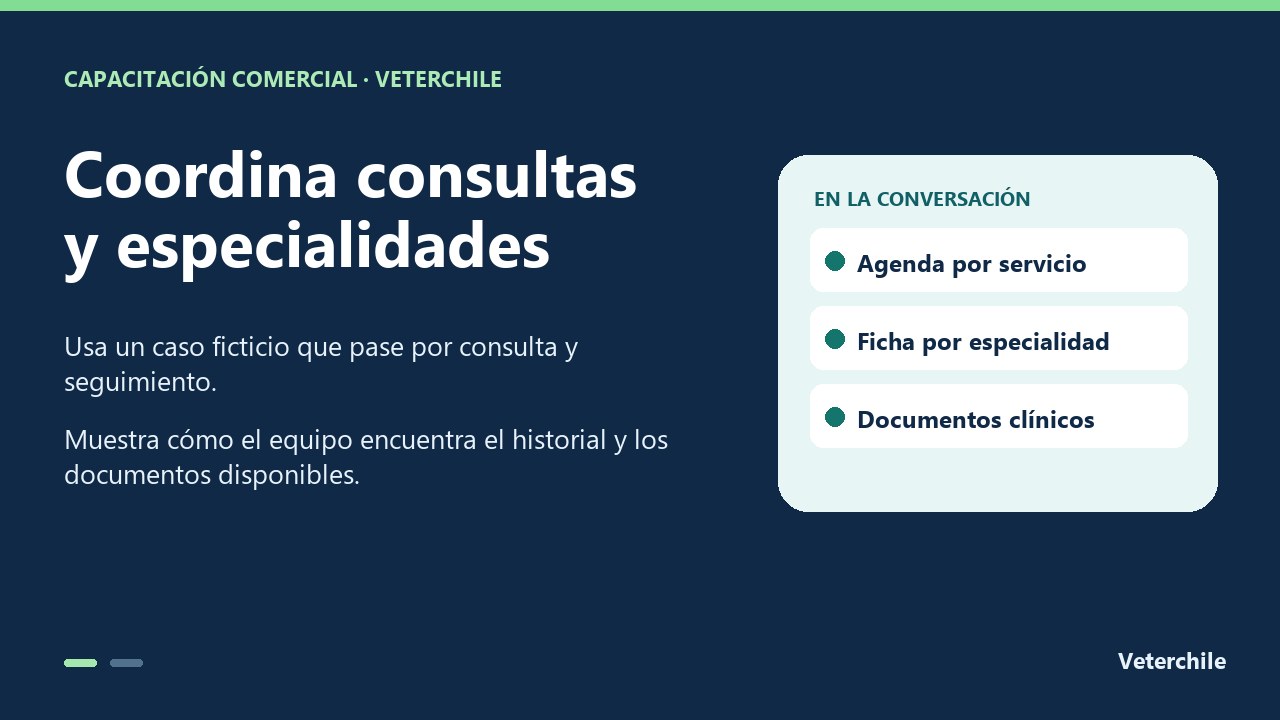 CAPACITACIÓN COMERCIAL · VETERCHILE
Coordina consultas
y especialidades
Usa un caso ficticio que pase por consulta y
seguimiento.
Muestra cómo el equipo encuentra el historial y los
documentos disponibles.
EN LA CONVERSACIÓN
Agenda por servicio
Ficha por especialidad
Documentos clínicos
Veterchile